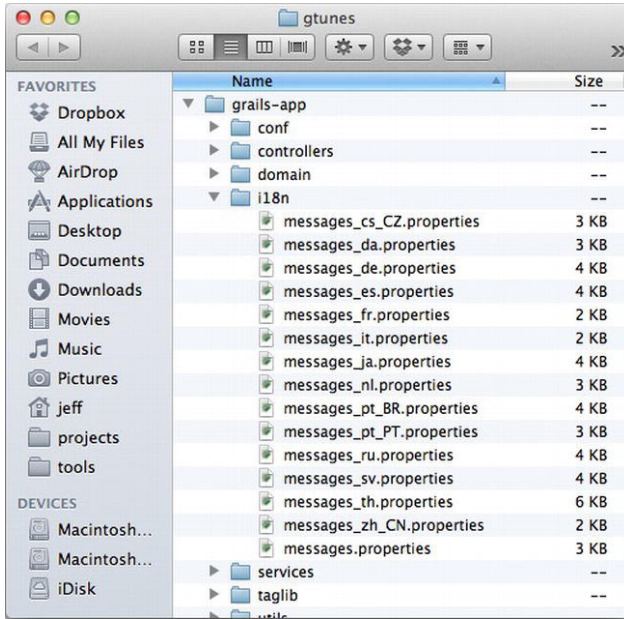 gtunes
FAVORITES
Dropbox
All My Files
AirDrop
Applications
Desktop
Documents
Downloads
Movies
Music
Pictures
jeff
projects
tools
DEVICES
Macintosh...
Macintosh...
iDisk
Name Size
grails-app --
conf --
controllers --
domain --
i18n --
messages_cs_CZ.properties 3 KB
messages_da.properties 3 KB
messages_de.properties 4 KB
messages_es.properties 4 KB
messages_fr.properties 2 KB
messages_it.properties 2 KB
messages_ja.properties 4 KB
messages_nl.properties 3 KB
messages_pt_BR.properties 4 KB
messages_pt_PT.properties 3 KB
messages_ru.properties 4 KB
messages_sv.properties 4 KB
messages_th.properties 6 KB
messages_zh_CN.properties 2 KB
messages.properties 3 KB
services --
taglib --
utils --